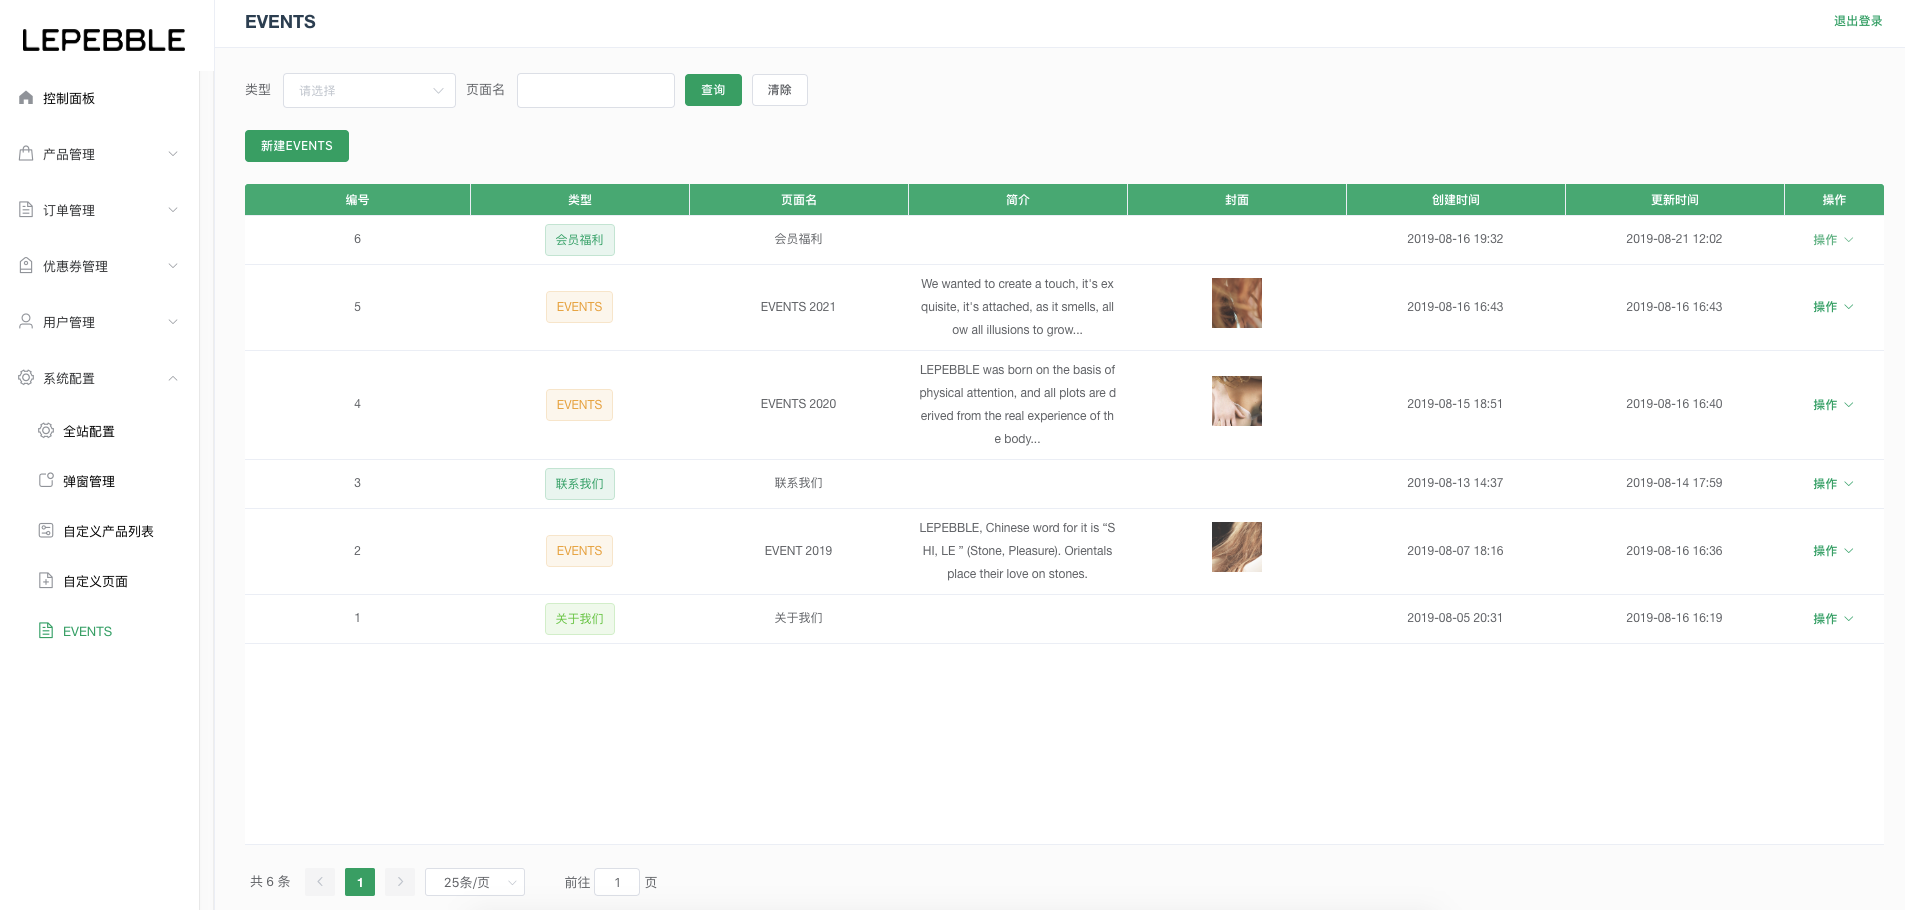 LEPEBBLE
EVENTS
退出登录
控制面板
产品管理
订单管理
优惠券管理
用户管理
系统配置
全站配置
弹窗管理
自定义产品列表
自定义页面
EVENTS
类型 请选择 页面名 查询 清除
新建EVENTS
编号 类型 页面名 简介 封面 创建时间 更新时间 操作
6 会员福利 会员福利 2019-08-16 19:32 2019-08-21 12:02 操作
We wanted to create a touch, it's ex
5 EVENTS EVENTS 2021 quisite, it's attached, as it smells, all 2019-08-16 16:43 2019-08-16 16:43 操作
ow all illusions to grow...
LEPEBBLE was born on the basis of
physical attention, and all plots are d
4 EVENTS EVENTS 2020 2019-08-15 18:51 2019-08-16 16:40 操作
erived from the real experience of th
e body...
3 联系我们 联系我们 2019-08-13 14:37 2019-08-14 17:59 操作
LEPEBBLE, Chinese word for it is “S
2 EVENTS EVENT 2019 HI, LE ” (Stone, Pleasure). Orientals 2019-08-07 18:16 2019-08-16 16:36 操作
place their love on stones.
1 关于我们 关于我们 2019-08-05 20:31 2019-08-16 16:19 操作
共 6 条 1 25条/页 前往 1 页